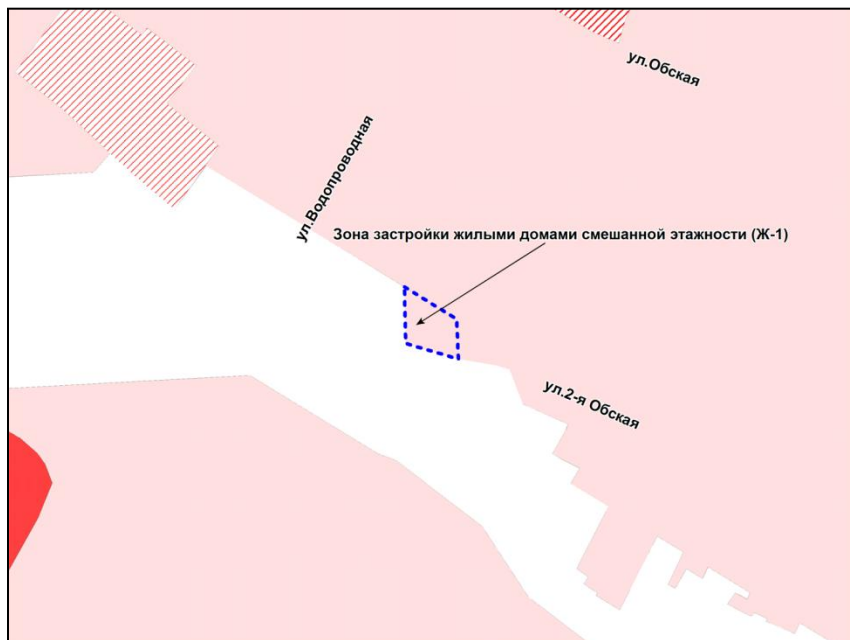 ул.Обская
ул.Водопроводная
Зона застройки жилыми домами смешанной этажности (Ж-1)
ул.2-я Обская